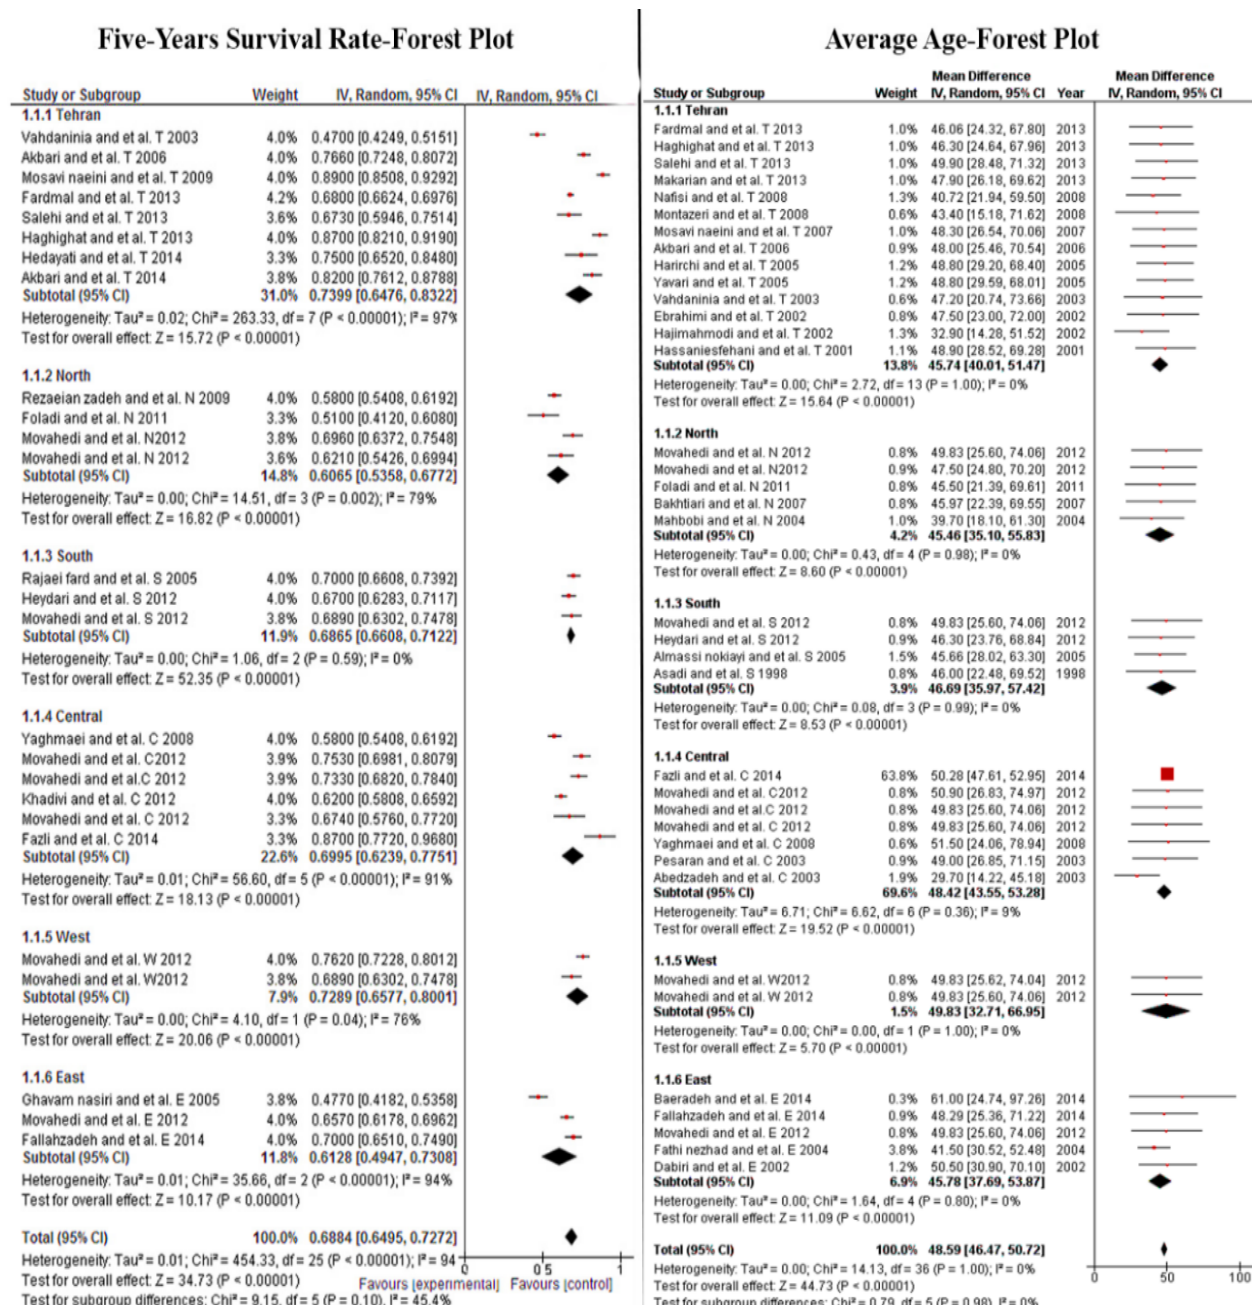 Five-Years Survival Rate-Forest Plot
Study or Subgroup Weight IV, Random, 95% CI IV, Random, 95% CI
1.1.1 Tehran
Vahdaninia and et al. T 2003 4.0% 0.4700 [0.4249, 0.5151]
Akbari and et al. T 2006 4.0% 0.7660 [0.7248, 0.8072]
Mosavi naeini and et al. T 2009 4.0% 0.8900 [0.8508, 0.9292]
Fardmal and et al. T 2013 4.2% 0.6800 [0.6624, 0.6976]
Salehi and et al. T 2013 3.6% 0.6730 [0.5946, 0.7514]
Haghighat and et al. T 2013 4.0% 0.8700 [0.8210, 0.9190]
Hedayati and et al. T 2014 3.3% 0.7500 [0.6520, 0.8480]
Akbari and et al. T 2014 3.8% 0.8200 [0.7612, 0.8788]
Subtotal (95% CI) 31.0% 0.7399 [0.6476, 0.8322]
Heterogeneity: Tau² = 0.02; Chi² = 263.33, df = 7 (P < 0.00001); I² = 97%
Test for overall effect: Z = 15.72 (P < 0.00001)
1.1.2 North
Rezaeian zadeh and et al. N 2009 4.0% 0.5800 [0.5408, 0.6192]
Foladi and et al. N 2011 3.3% 0.5100 [0.4120, 0.6080]
Movahedi and et al. N2012 3.8% 0.6960 [0.6372, 0.7548]
Movahedi and et al. N 2012 3.6% 0.6210 [0.5426, 0.6994]
Subtotal (95% CI) 14.8% 0.6065 [0.5358, 0.6772]
Heterogeneity: Tau² = 0.00; Chi² = 14.51, df = 3 (P = 0.002); I² = 79%
Test for overall effect: Z = 16.82 (P < 0.00001)
1.1.3 South
Rajaei fard and et al. S 2005 4.0% 0.7000 [0.6608, 0.7392]
Heydari and et al. S 2012 4.0% 0.6700 [0.6283, 0.7117]
Movahedi and et al. S 2012 3.8% 0.6890 [0.6302, 0.7478]
Subtotal (95% CI) 11.9% 0.6865 [0.6608, 0.7122]
Heterogeneity: Tau² = 0.00; Chi² = 1.06, df = 2 (P = 0.59); I² = 0%
Test for overall effect: Z = 52.35 (P < 0.00001)
1.1.4 Central
Yaghmaei and et al. C 2008 4.0% 0.5800 [0.5408, 0.6192]
Movahedi and et al. C2012 3.9% 0.7530 [0.6981, 0.8079]
Movahedi and et al.C 2012 3.9% 0.7330 [0.6820, 0.7840]
Khadivi and et al. C 2012 4.0% 0.6200 [0.5808, 0.6592]
Movahedi and et al. C 2012 3.3% 0.6740 [0.5760, 0.7720]
Fazli and et al. C 2014 3.3% 0.8700 [0.7720, 0.9680]
Subtotal (95% CI) 22.6% 0.6995 [0.6239, 0.7751]
Heterogeneity: Tau² = 0.01; Chi² = 56.60, df = 5 (P < 0.00001); I² = 91%
Test for overall effect: Z = 18.13 (P < 0.00001)
1.1.5 West
Movahedi and et al. W 2012 4.0% 0.7620 [0.7228, 0.8012]
Movahedi and et al. W2012 3.8% 0.6890 [0.6302, 0.7478]
Subtotal (95% CI) 7.9% 0.7289 [0.6577, 0.8001]
Heterogeneity: Tau² = 0.00; Chi² = 4.10, df = 1 (P = 0.04); I² = 76%
Test for overall effect: Z = 20.06 (P < 0.00001)
1.1.6 East
Ghavam nasiri and et al. E 2005 3.8% 0.4770 [0.4182, 0.5358]
Movahedi and et al. E 2012 4.0% 0.6570 [0.6178, 0.6962]
Fallahzadeh and et al. E 2014 4.0% 0.7000 [0.6510, 0.7490]
Subtotal (95% CI) 11.8% 0.6128 [0.4947, 0.7308]
Heterogeneity: Tau² = 0.01; Chi² = 35.66, df = 2 (P < 0.00001); I² = 94%
Test for overall effect: Z = 10.17 (P < 0.00001)
Total (95% CI) 100.0% 0.6884 [0.6495, 0.7272]
Heterogeneity: Tau² = 0.01; Chi² = 454.33, df = 25 (P < 0.00001); I² = 94
Test for overall effect: Z = 34.73 (P < 0.00001)
Test for subgroup differences: Chi² = 9.15, df = 5 (P = 0.10), I² = 45.4%
0 0.5 1
Favours [experimental] Favours [control]
Average Age-Forest Plot
Mean Difference Mean Difference
Study or Subgroup Weight IV, Random, 95% CI Year IV, Random, 95% CI
1.1.1 Tehran
Fardmal and et al. T 2013 1.0% 46.06 [24.32, 67.80] 2013
Haghighat and et al. T 2013 1.0% 46.30 [24.64, 67.96] 2013
Salehi and et al. T 2013 1.0% 49.90 [28.48, 71.32] 2013
Makarian and et al. T 2013 1.0% 47.90 [26.18, 69.62] 2013
Nafisi and et al. T 2008 1.3% 40.72 [21.94, 59.50] 2008
Montazeri and et al. T 2008 0.6% 43.40 [15.18, 71.62] 2008
Mosavi naeini and et al. T 2007 1.0% 48.30 [26.54, 70.06] 2007
Akbari and et al. T 2006 0.9% 48.00 [25.46, 70.54] 2006
Harirchi and et al. T 2005 1.2% 48.80 [29.20, 68.40] 2005
Yavari and et al. T 2005 1.2% 48.80 [29.59, 68.01] 2005
Vahdaninia and et al. T 2003 0.6% 47.20 [20.74, 73.66] 2003
Ebrahimi and et al. T 2002 0.8% 47.50 [23.00, 72.00] 2002
Hajimahmodi and et al. T 2002 1.3% 32.90 [14.28, 51.52] 2002
Hassaniesfehani and et al. T 2001 1.1% 48.90 [28.52, 69.28] 2001
Subtotal (95% CI) 13.8% 45.74 [40.01, 51.47]
Heterogeneity: Tau² = 0.00; Chi² = 2.72, df = 13 (P = 1.00); I² = 0%
Test for overall effect: Z = 15.64 (P < 0.00001)
1.1.2 North
Movahedi and et al. N 2012 0.8% 49.83 [25.60, 74.06] 2012
Movahedi and et al. N2012 0.9% 47.50 [24.80, 70.20] 2012
Foladi and et al. N 2011 0.8% 45.50 [21.39, 69.61] 2011
Bakhtiari and et al. N 2007 0.8% 45.97 [22.39, 69.55] 2007
Mahbobi and et al. N 2004 1.0% 39.70 [18.10, 61.30] 2004
Subtotal (95% CI) 4.2% 45.46 [35.10, 55.83]
Heterogeneity: Tau² = 0.00; Chi² = 0.43, df = 4 (P = 0.98); I² = 0%
Test for overall effect: Z = 8.60 (P < 0.00001)
1.1.3 South
Movahedi and et al. S 2012 0.8% 49.83 [25.60, 74.06] 2012
Heydari and et al. S 2012 0.9% 46.30 [23.76, 68.84] 2012
Almassi nokiayi and et al. S 2005 1.5% 45.66 [28.02, 63.30] 2005
Asadi and et al. S 1998 0.8% 46.00 [22.48, 69.52] 1998
Subtotal (95% CI) 3.9% 46.69 [35.97, 57.42]
Heterogeneity: Tau² = 0.00; Chi² = 0.08, df = 3 (P = 0.99); I² = 0%
Test for overall effect: Z = 8.53 (P < 0.00001)
1.1.4 Central
Fazli and et al. C 2014 63.8% 50.28 [47.61, 52.95] 2014
Movahedi and et al. C2012 0.8% 50.90 [26.83, 74.97] 2012
Movahedi and et al.C 2012 0.8% 49.83 [25.60, 74.06] 2012
Movahedi and et al. C 2012 0.8% 49.83 [25.60, 74.06] 2012
Yaghmaei and et al. C 2008 0.6% 51.50 [24.06, 78.94] 2008
Pesaran and et al. C 2003 0.9% 49.00 [26.85, 71.15] 2003
Abedzadeh and et al. C 2003 1.9% 29.70 [14.22, 45.18] 2003
Subtotal (95% CI) 69.6% 48.42 [43.55, 53.28]
Heterogeneity: Tau² = 6.71; Chi² = 6.62, df = 6 (P = 0.36); I² = 9%
Test for overall effect: Z = 19.52 (P < 0.00001)
1.1.5 West
Movahedi and et al. W2012 0.8% 49.83 [25.62, 74.04] 2012
Movahedi and et al. W 2012 0.8% 49.83 [25.60, 74.06] 2012
Subtotal (95% CI) 1.5% 49.83 [32.71, 66.95]
Heterogeneity: Tau² = 0.00; Chi² = 0.00, df = 1 (P = 1.00); I² = 0%
Test for overall effect: Z = 5.70 (P < 0.00001)
1.1.6 East
Baeradeh and et al. E 2014 0.3% 61.00 [24.74, 97.26] 2014
Fallahzadeh and et al. E 2014 0.9% 48.29 [25.36, 71.22] 2014
Movahedi and et al. E 2012 0.8% 49.83 [25.60, 74.06] 2012
Fathi nezhad and et al. E 2004 3.8% 41.50 [30.52, 52.48] 2004
Dabiri and et al. E 2002 1.2% 50.50 [30.90, 70.10] 2002
Subtotal (95% CI) 6.9% 45.78 [37.69, 53.87]
Heterogeneity: Tau² = 0.00; Chi² = 1.64, df = 4 (P = 0.80); I² = 0%
Test for overall effect: Z = 11.09 (P < 0.00001)
Total (95% CI) 100.0% 48.59 [46.47, 50.72]
Heterogeneity: Tau² = 0.00; Chi² = 14.13, df = 36 (P = 1.00); I² = 0%
Test for overall effect: Z = 44.73 (P < 0.00001)
Test for subgroup differences: Chi² = 0.79, df = 5 (P = 0.98), I² = 0%
0 50 100